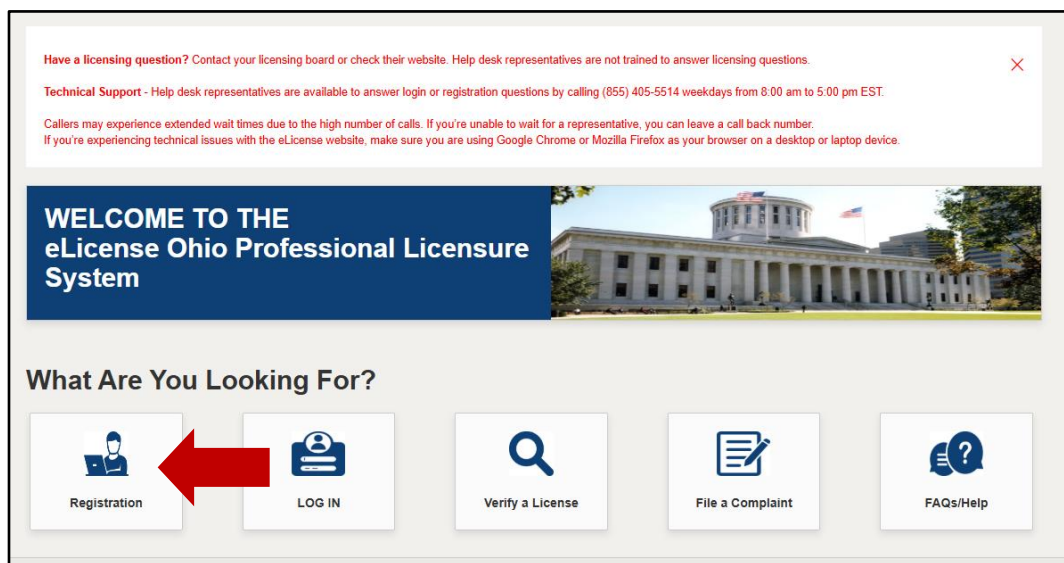 Have a licensing question? Contact your licensing board or check their website. Help desk representatives are not trained to answer licensing questions.
Technical Support - Help desk representatives are available to answer login or registration questions by calling (855) 405-5514 weekdays from 8:00 am to 5:00 pm EST.
Callers may experience extended wait times due to the high number of calls. If you're unable to wait for a representative, you can leave a call back number.
If you're experiencing technical issues with the eLicense website, make sure you are using Google Chrome or Mozilla Firefox as your browser on a desktop or laptop device.
WELCOME TO THE
eLicense Ohio Professional Licensure
System
What Are You Looking For?
Registration
LOG IN
Verify a License
File a Complaint
FAQs/Help